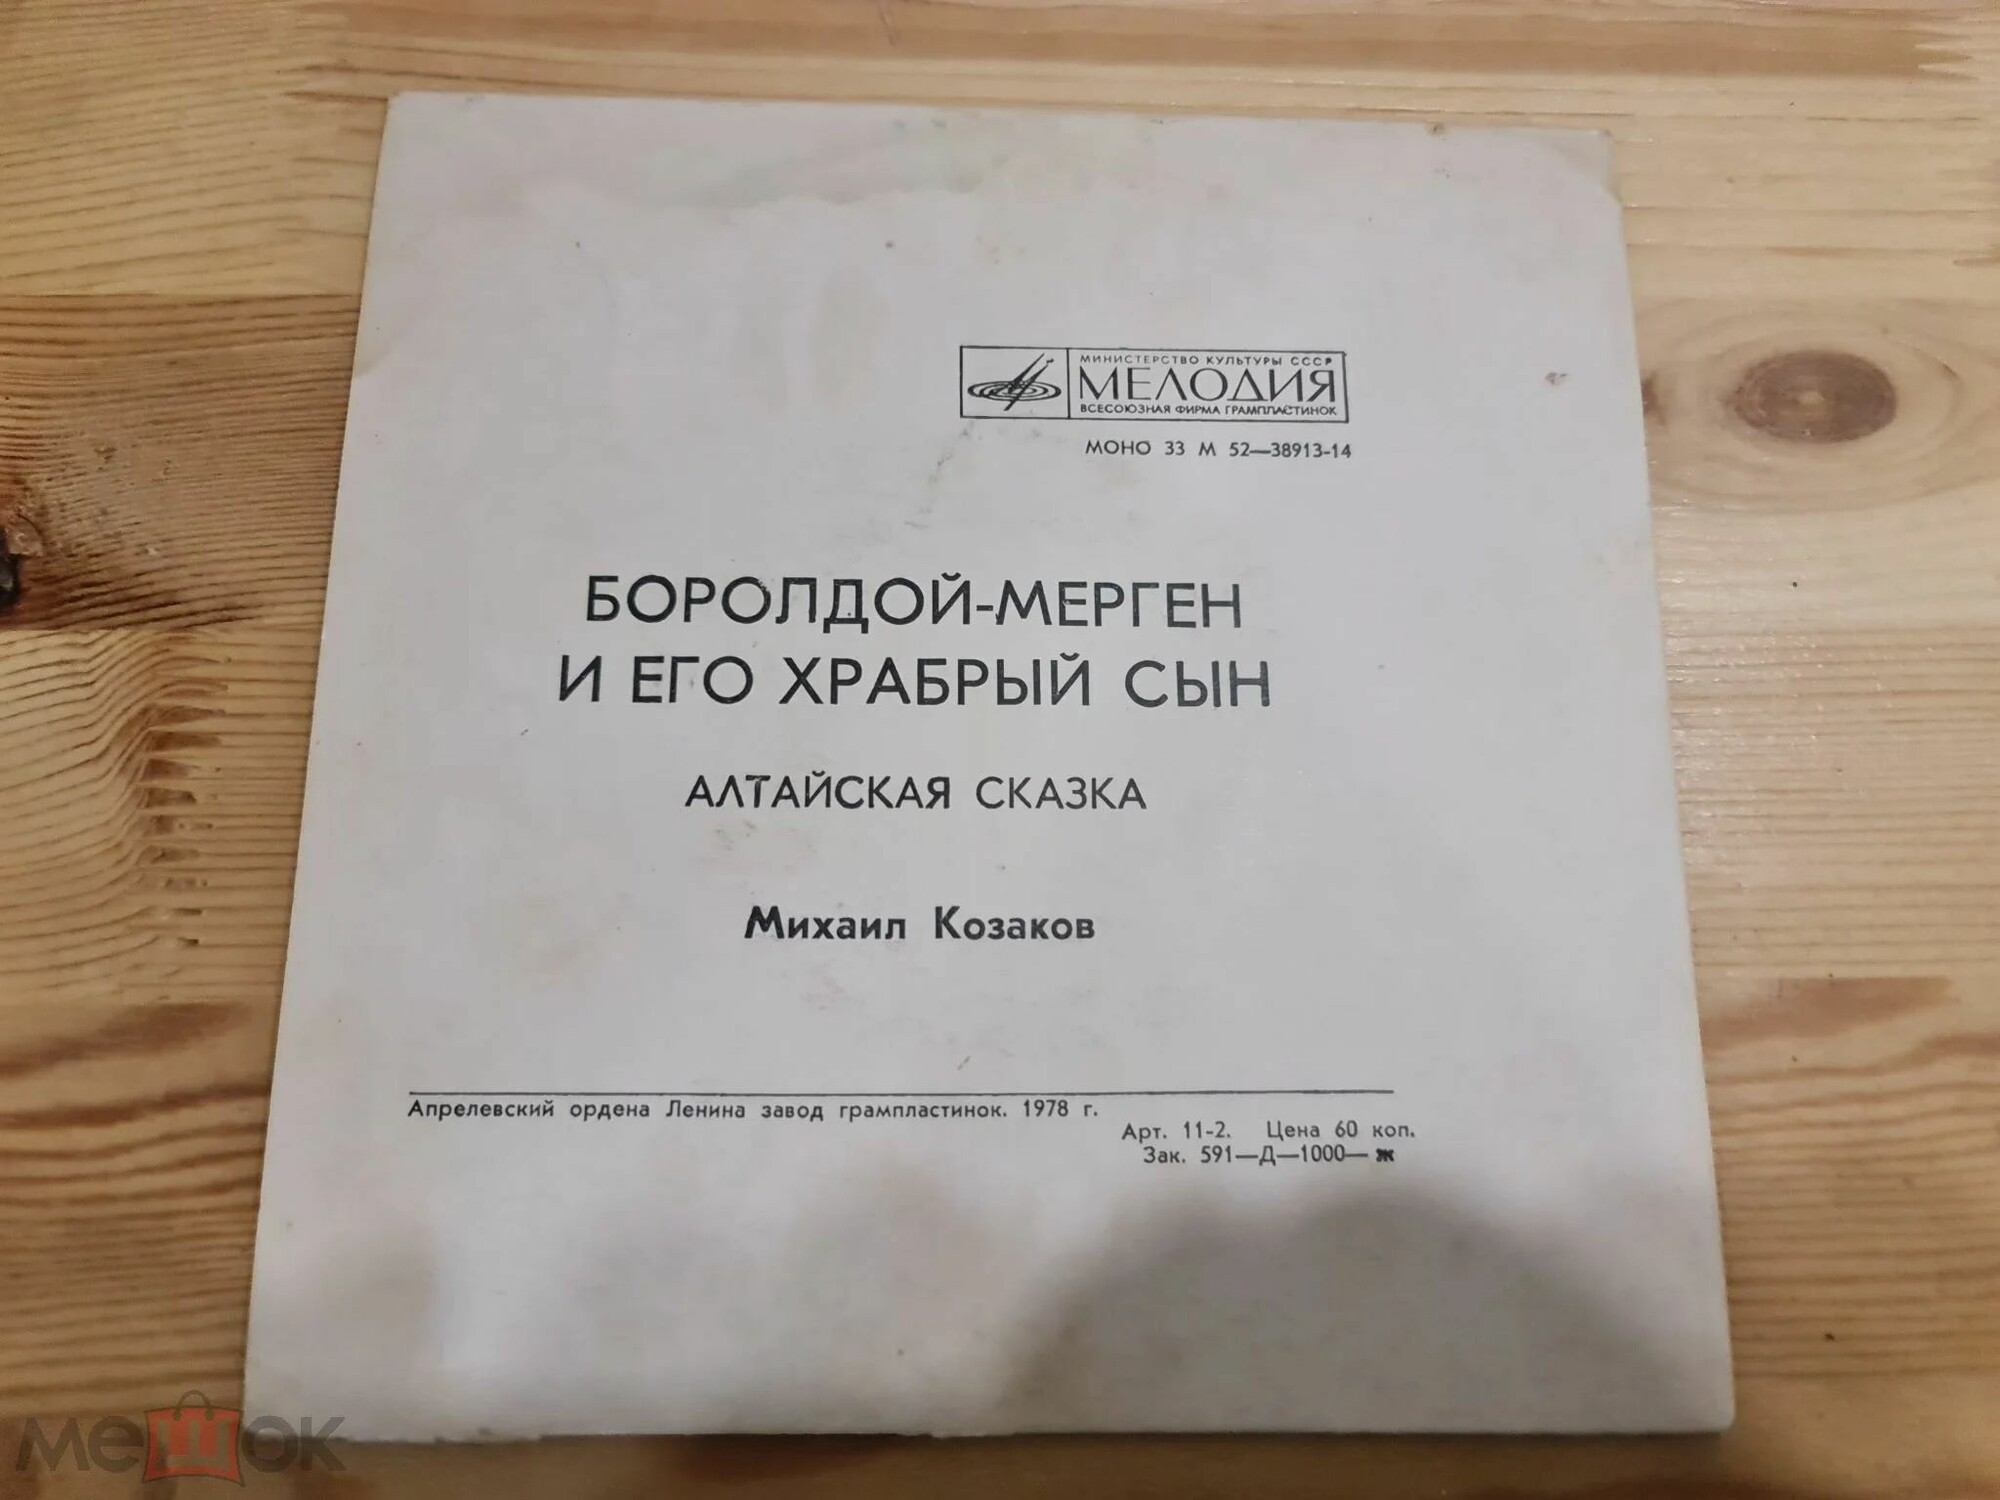 МИНИСТЕРСТВО КУЛЬТУРЫ СССР
МЕЛОДИЯ
ВСЕСОЮЗНАЯ ФИРМА ГРАМПЛАСТИНОК
МОНО 33 М 52—38913-14
БОРОЛДОЙ-МЕРГЕН
И ЕГО ХРАБРЫЙ СЫН
АЛТАЙСКАЯ СКАЗКА
Михаил Козаков
Апрелевский ордена Ленина завод грампластинок. 1978 г.
Арт. 11-2. Цена 60 коп.
Зак. 591—Д—1000—ж
мешок